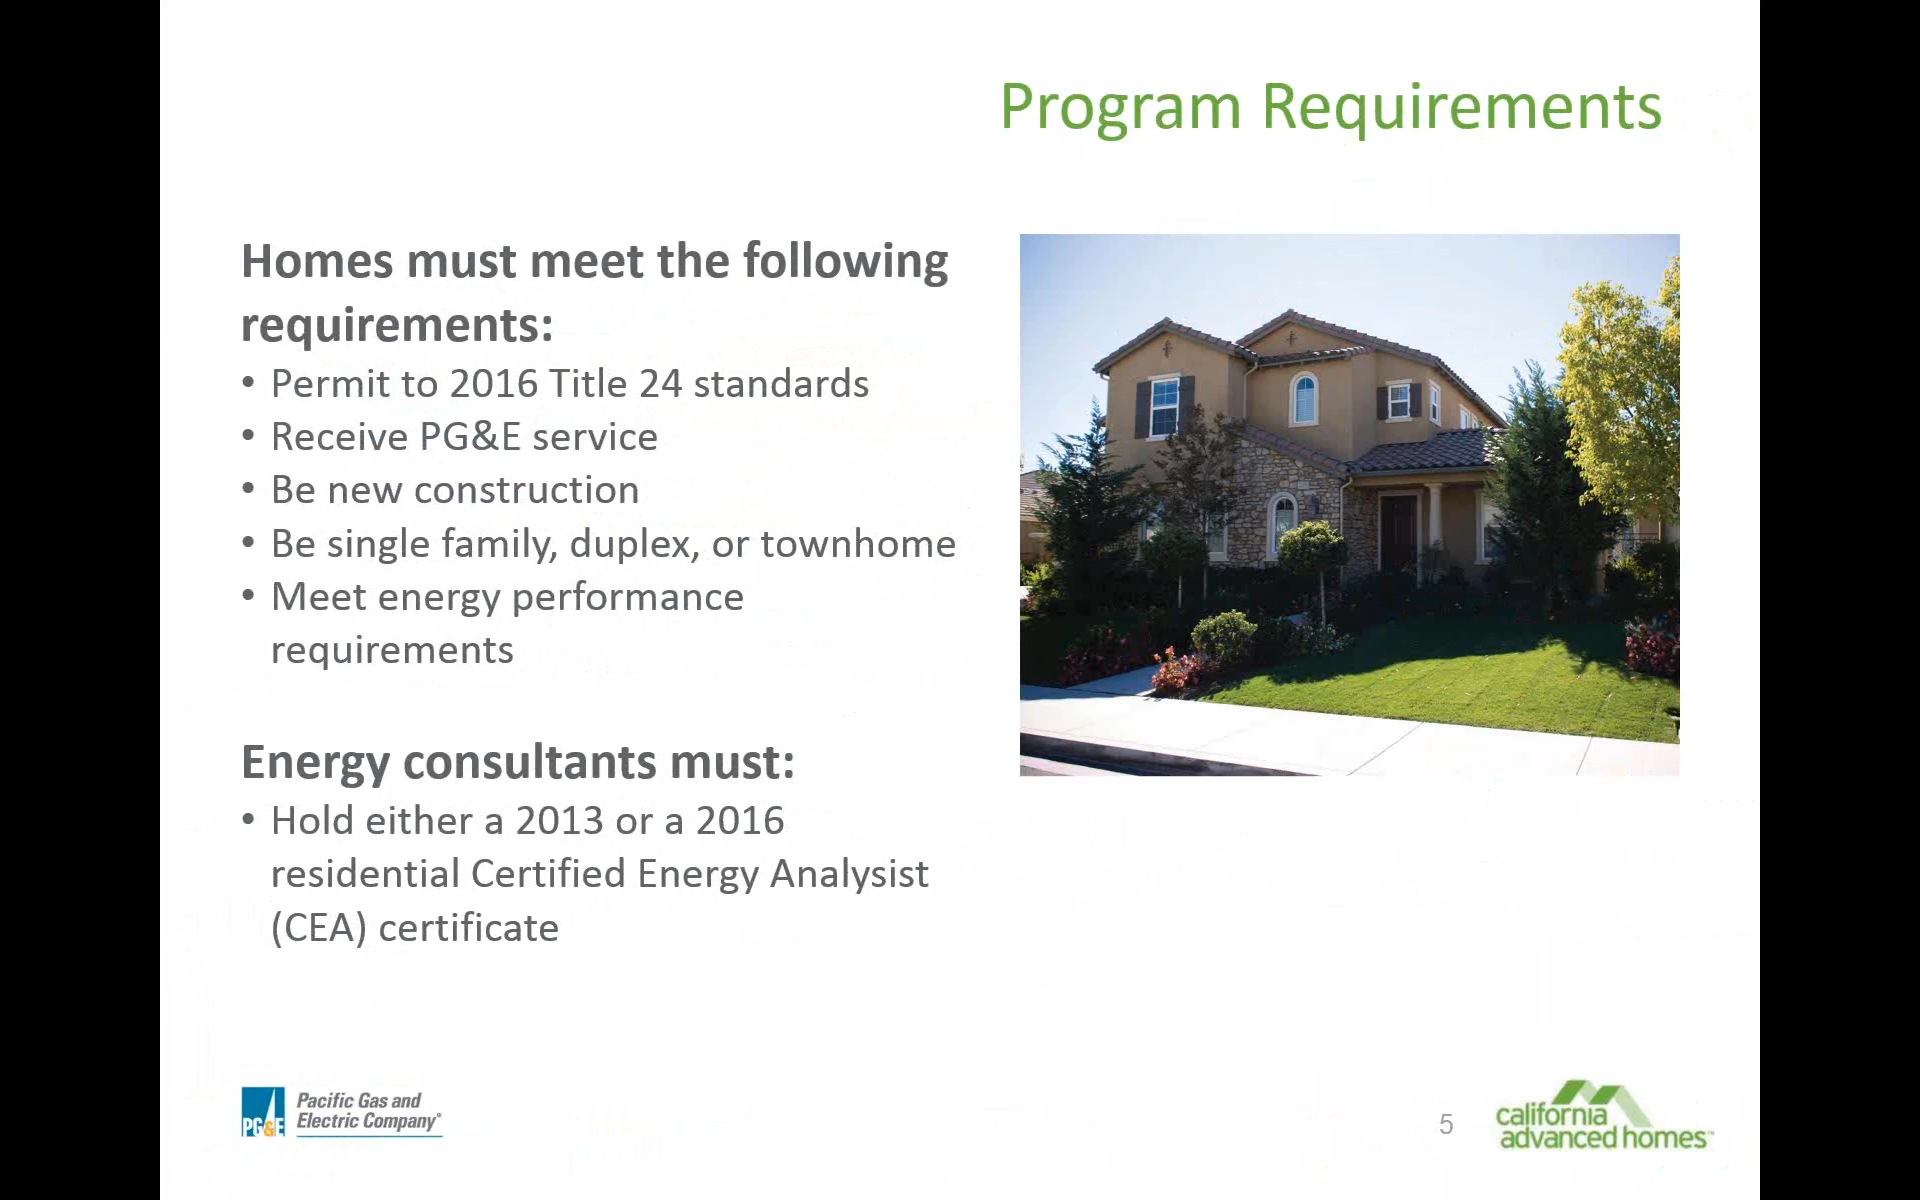 Program Requirements
Homes must meet the following
requirements:
• Permit to 2016 Title 24 standards
• Receive PG&E service
• Be new construction
• Be single family, duplex, or townhome
• Meet energy performance
requirements
Energy consultants must:
• Hold either a 2013 or a 2016
residential Certified Energy Analysist
(CEA) certificate
PG&E
Pacific Gas and
Electric Company®
5
california
advanced homes™